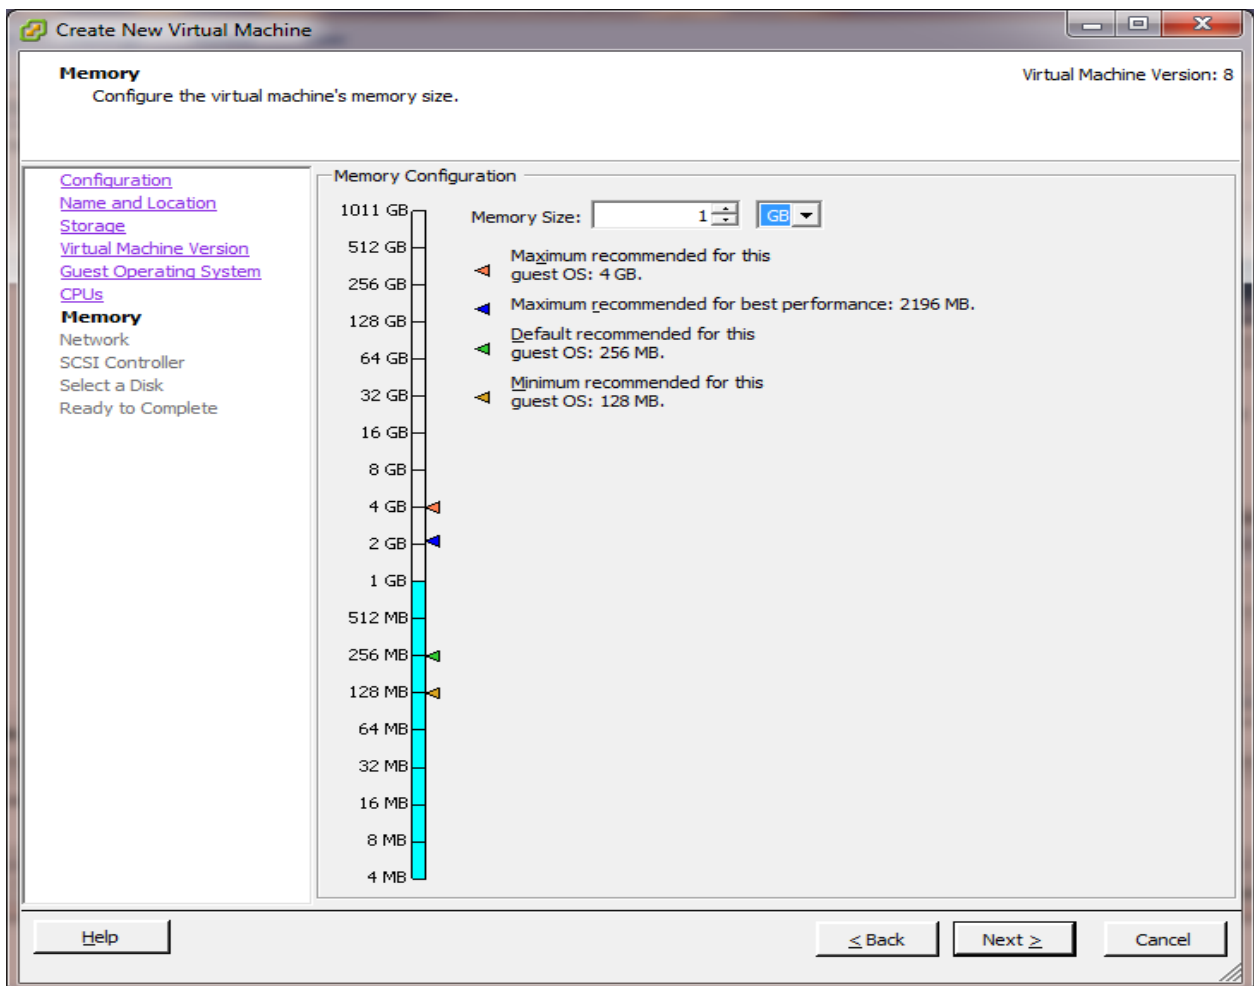 Create New Virtual Machine
Memory
Virtual Machine Version: 8
Configure the virtual machine's memory size.
Configuration
Name and Location
Storage
Virtual Machine Version
Guest Operating System
CPUs
Memory
Network
SCSI Controller
Select a Disk
Ready to Complete
Memory Configuration
Memory Size: 1 GB
Maximum recommended for this
guest OS: 4 GB.
Maximum recommended for best performance: 2196 MB.
Default recommended for this
guest OS: 256 MB.
Minimum recommended for this
guest OS: 128 MB.
1011 GB
512 GB
256 GB
128 GB
64 GB
32 GB
16 GB
8 GB
4 GB
2 GB
1 GB
512 MB
256 MB
128 MB
64 MB
32 MB
16 MB
8 MB
4 MB
Help
< Back
Next >
Cancel